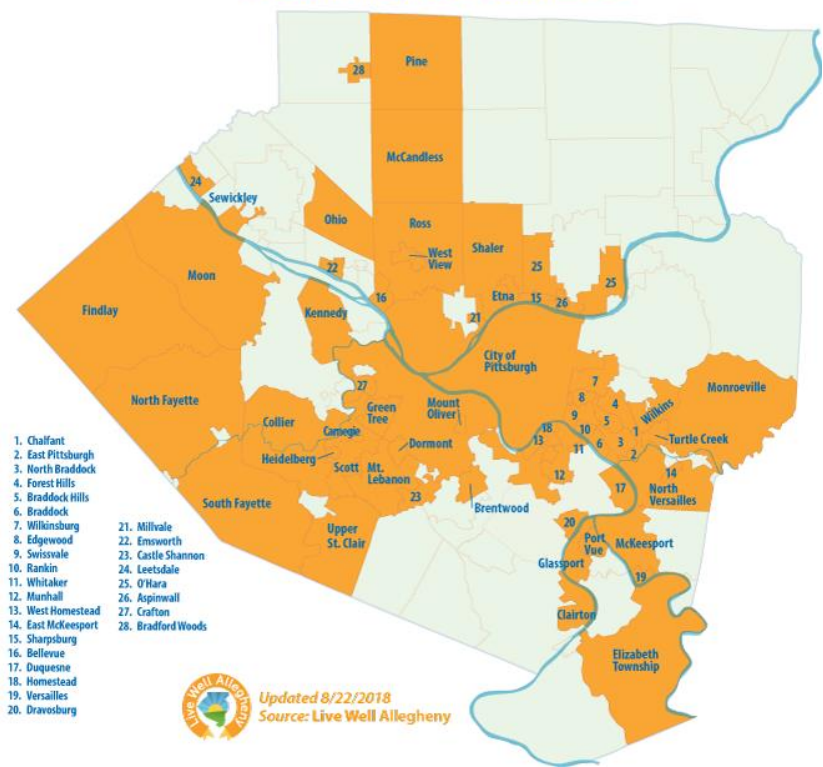 28
Pine
McCandless
24
Sewickley
Ohio
Ross
West
View
Shaler
25
25
22
Moon
16
Etna
15
26
21
Findlay
Kennedy
City of
Pittsburgh
7
8
4
Monroeville
27
North Fayette
Green
Tree
Mount
Oliver
9
5
Wilkins
Collier
Carnegie
18
10
1
13
6
3
Turtle Creek
Dormont
11
2
Heidelberg
Scott
Mt.
Lebanon
12
14
23
17
North
Versailles
South Fayette
Brentwood
20
Upper
St. Clair
Port
Vue
McKeesport
Glassport
19
Clairton
Elizabeth
Township
1. Chalfant
2. East Pittsburgh
3. North Braddock
4. Forest Hills
5. Braddock Hills
6. Braddock
7. Wilkinsburg
8. Edgewood
9. Swissvale
10. Rankin
11. Whitaker
12. Munhall
13. West Homestead
14. East McKeesport
15. Sharpsburg
16. Bellevue
17. Duquesne
18. Homestead
19. Versailles
20. Dravosburg
21. Millvale
22. Emsworth
23. Castle Shannon
24. Leetsdale
25. O'Hara
26. Aspinwall
27. Crafton
28. Bradford Woods
Live Well Allegheny
Updated 8/22/2018
Source: Live Well Allegheny